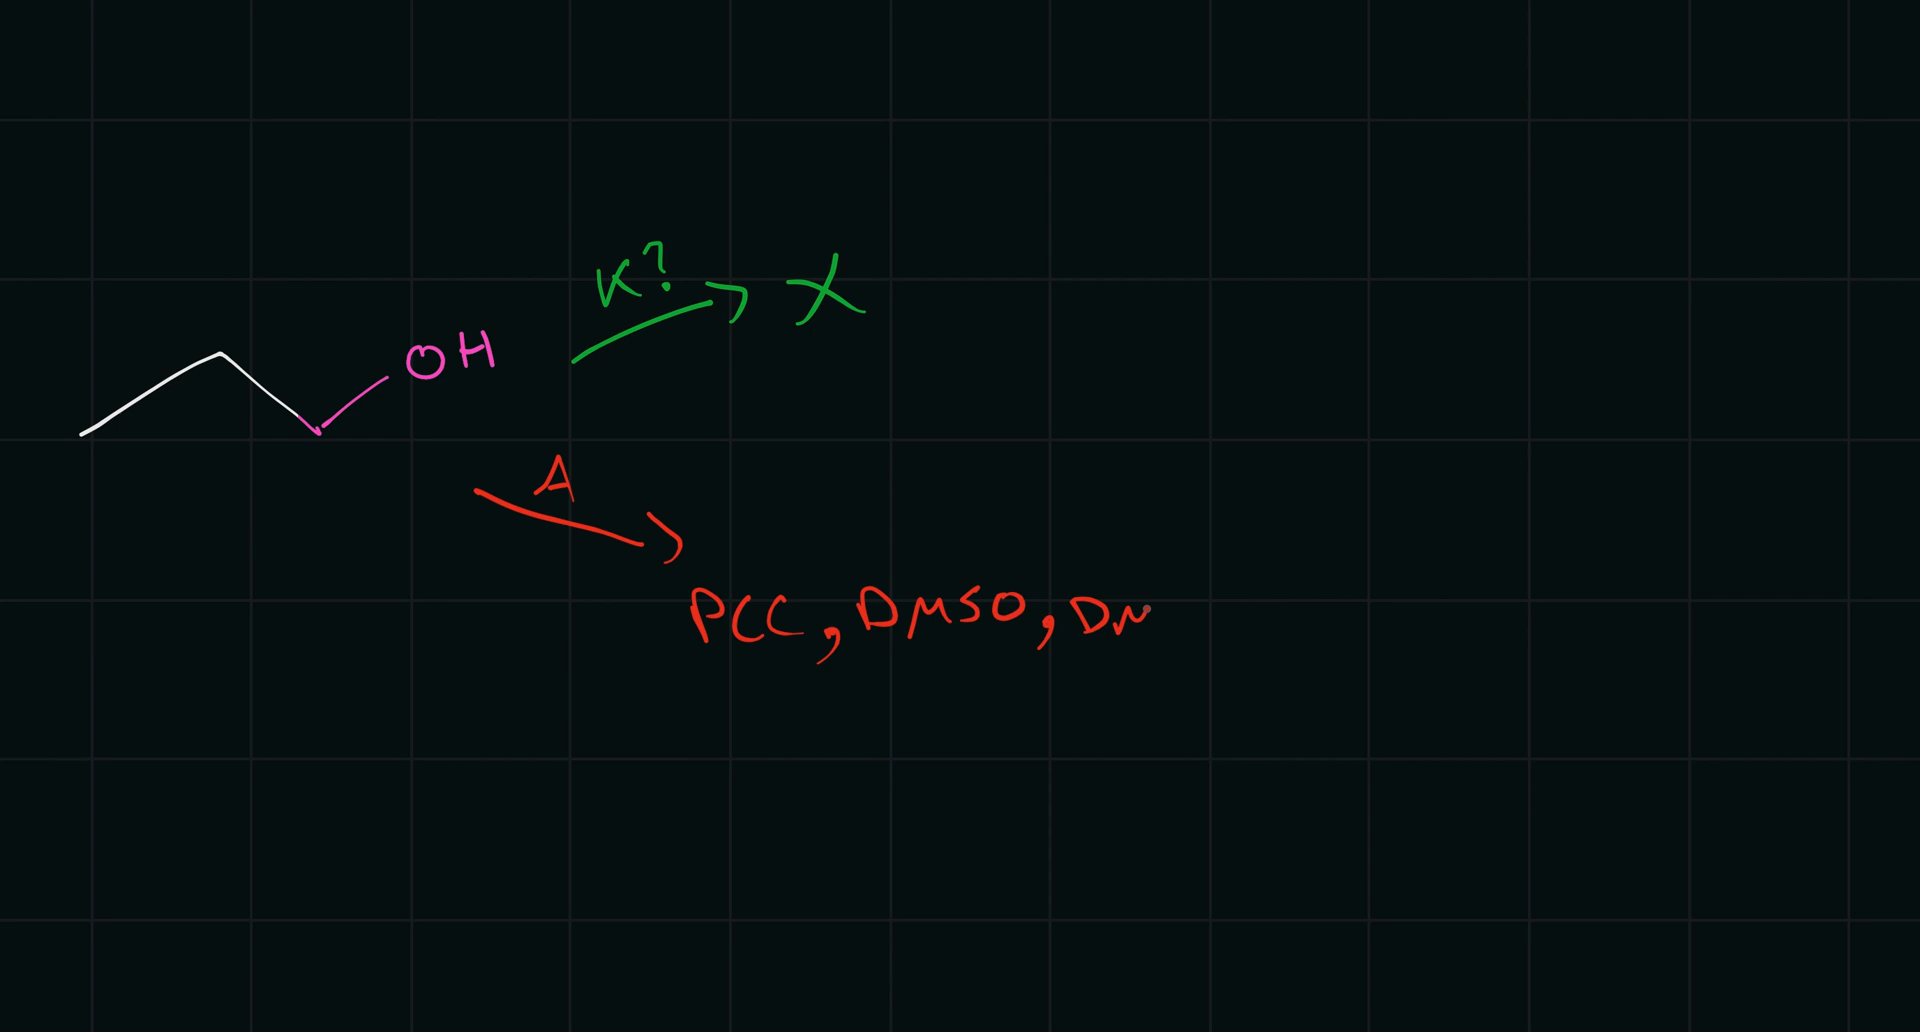 K?
X
OH
A
PCC, DMSO, DM